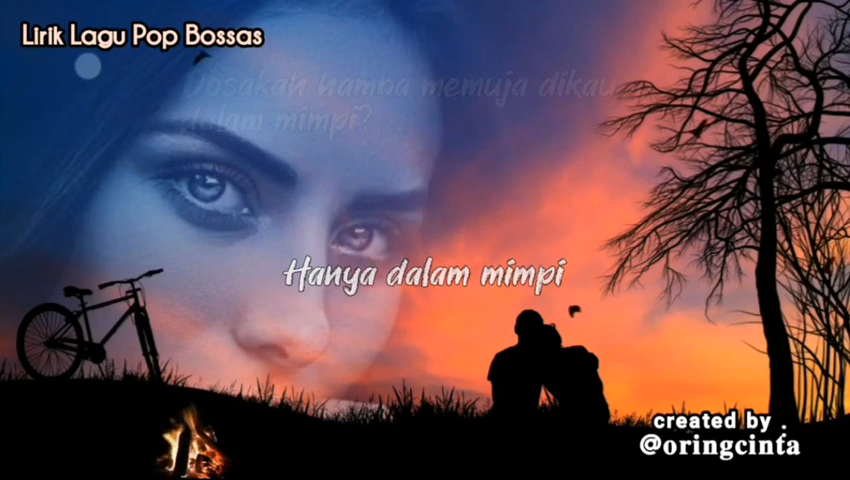 Lirik Lagu Pop Bossas
Dosakah hamba memuja dikau
dalam mimpi?
Hanya dalam mimpi
created by .
@oringcinta